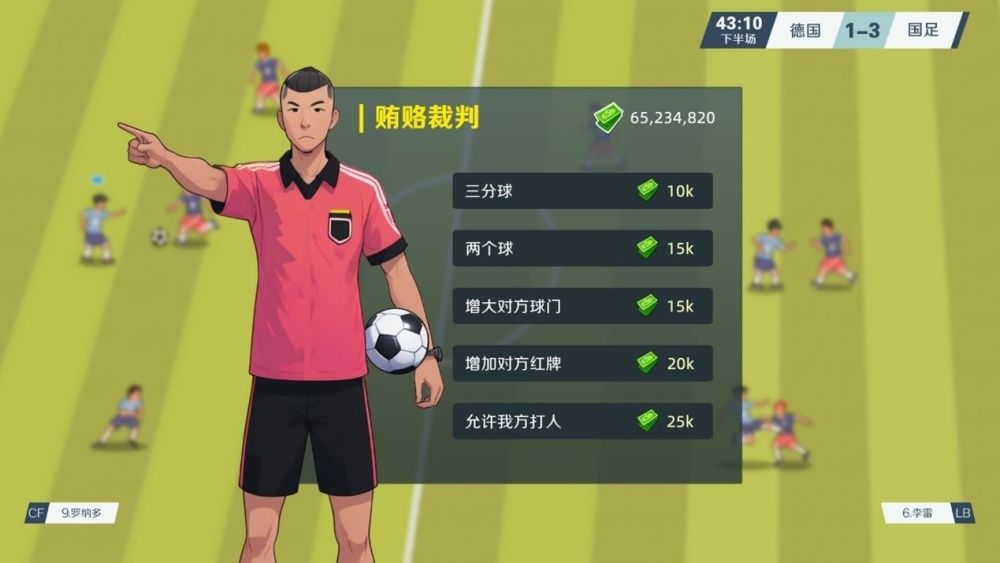 43:10
下半场
德国
1-3
国足
贿赂裁判
65,234,820
三分球
10k
两个球
15k
增大对方球门
15k
增加对方红牌
20k
允许我方打人
25k
CF
9.罗纳多
6.李雷
LB